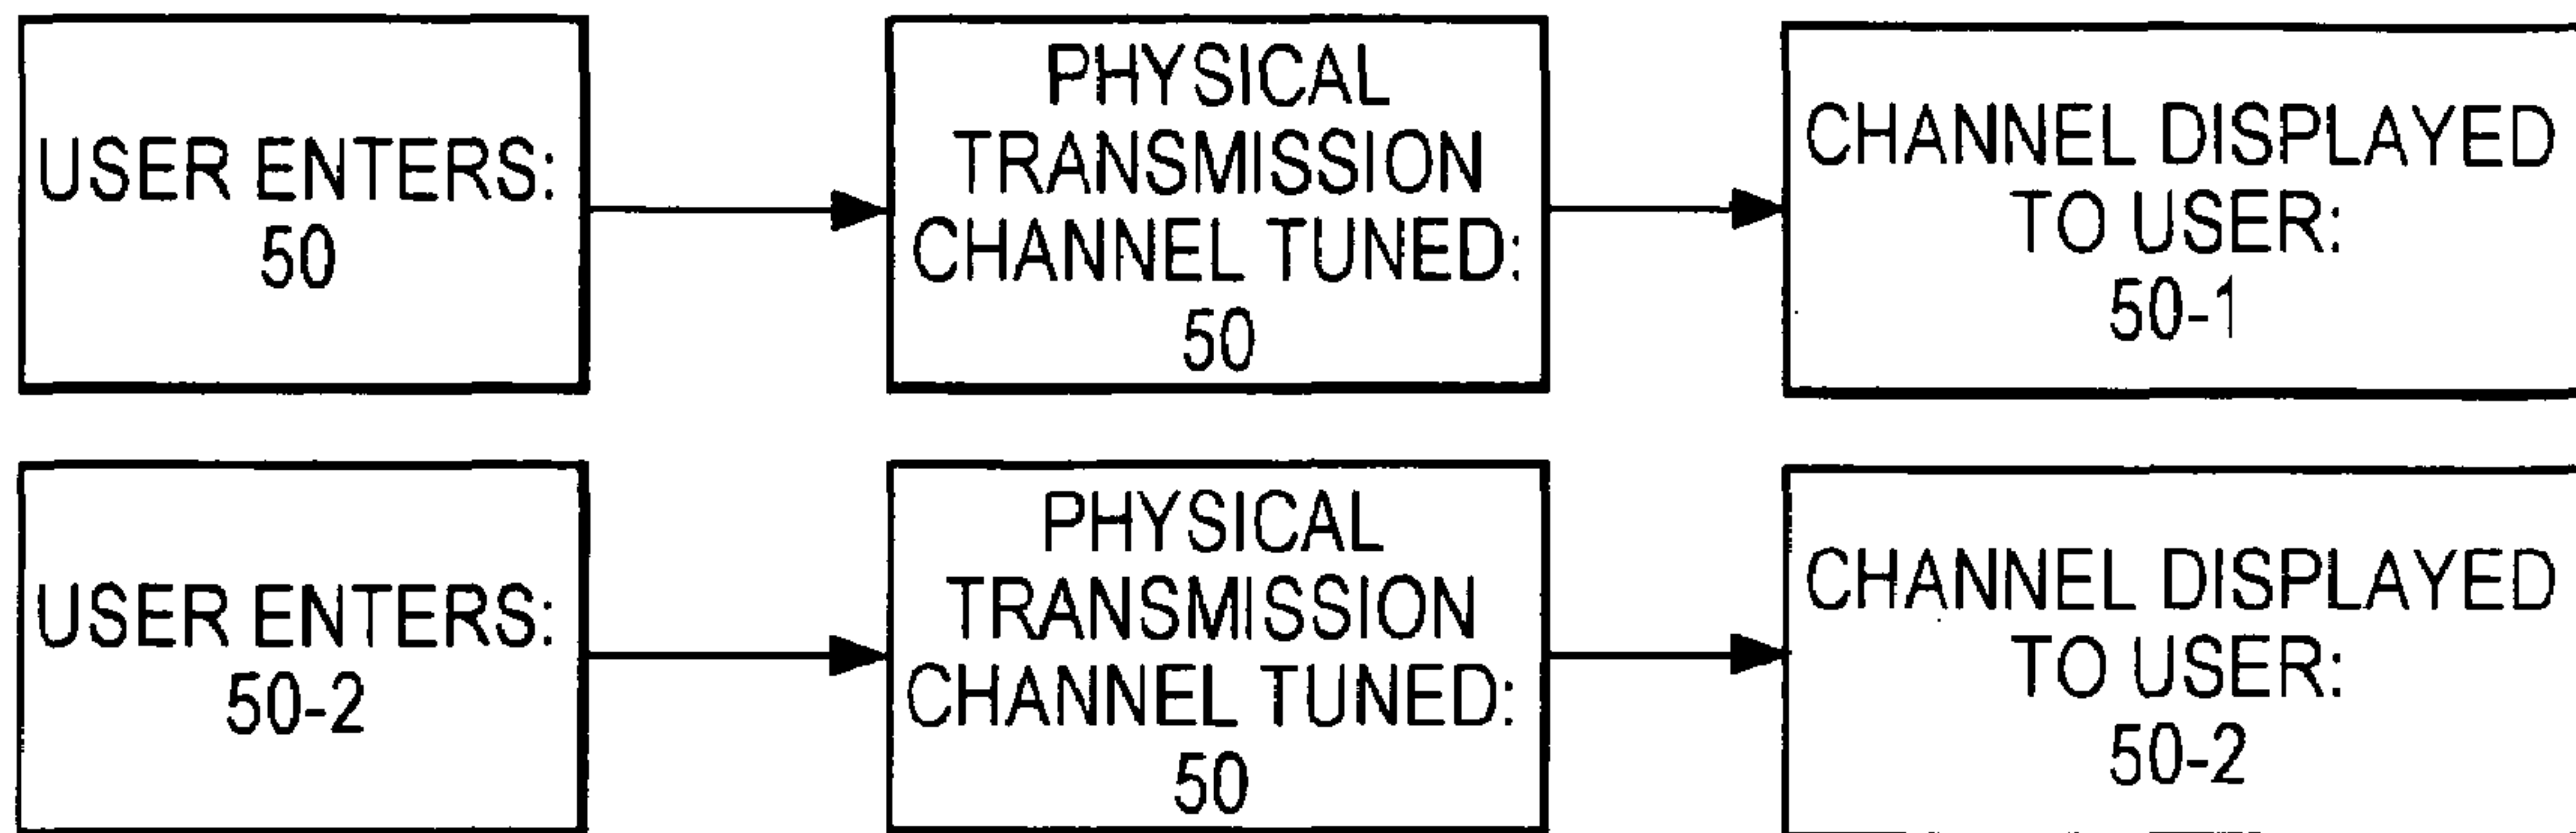 USER ENTERS:
50
PHYSICAL
TRANSMISSION
CHANNEL TUNED:
50
CHANNEL DISPLAYED
TO USER:
50-1
USER ENTERS:
50-2
PHYSICAL
TRANSMISSION
CHANNEL TUNED:
50
CHANNEL DISPLAYED
TO USER:
50-2